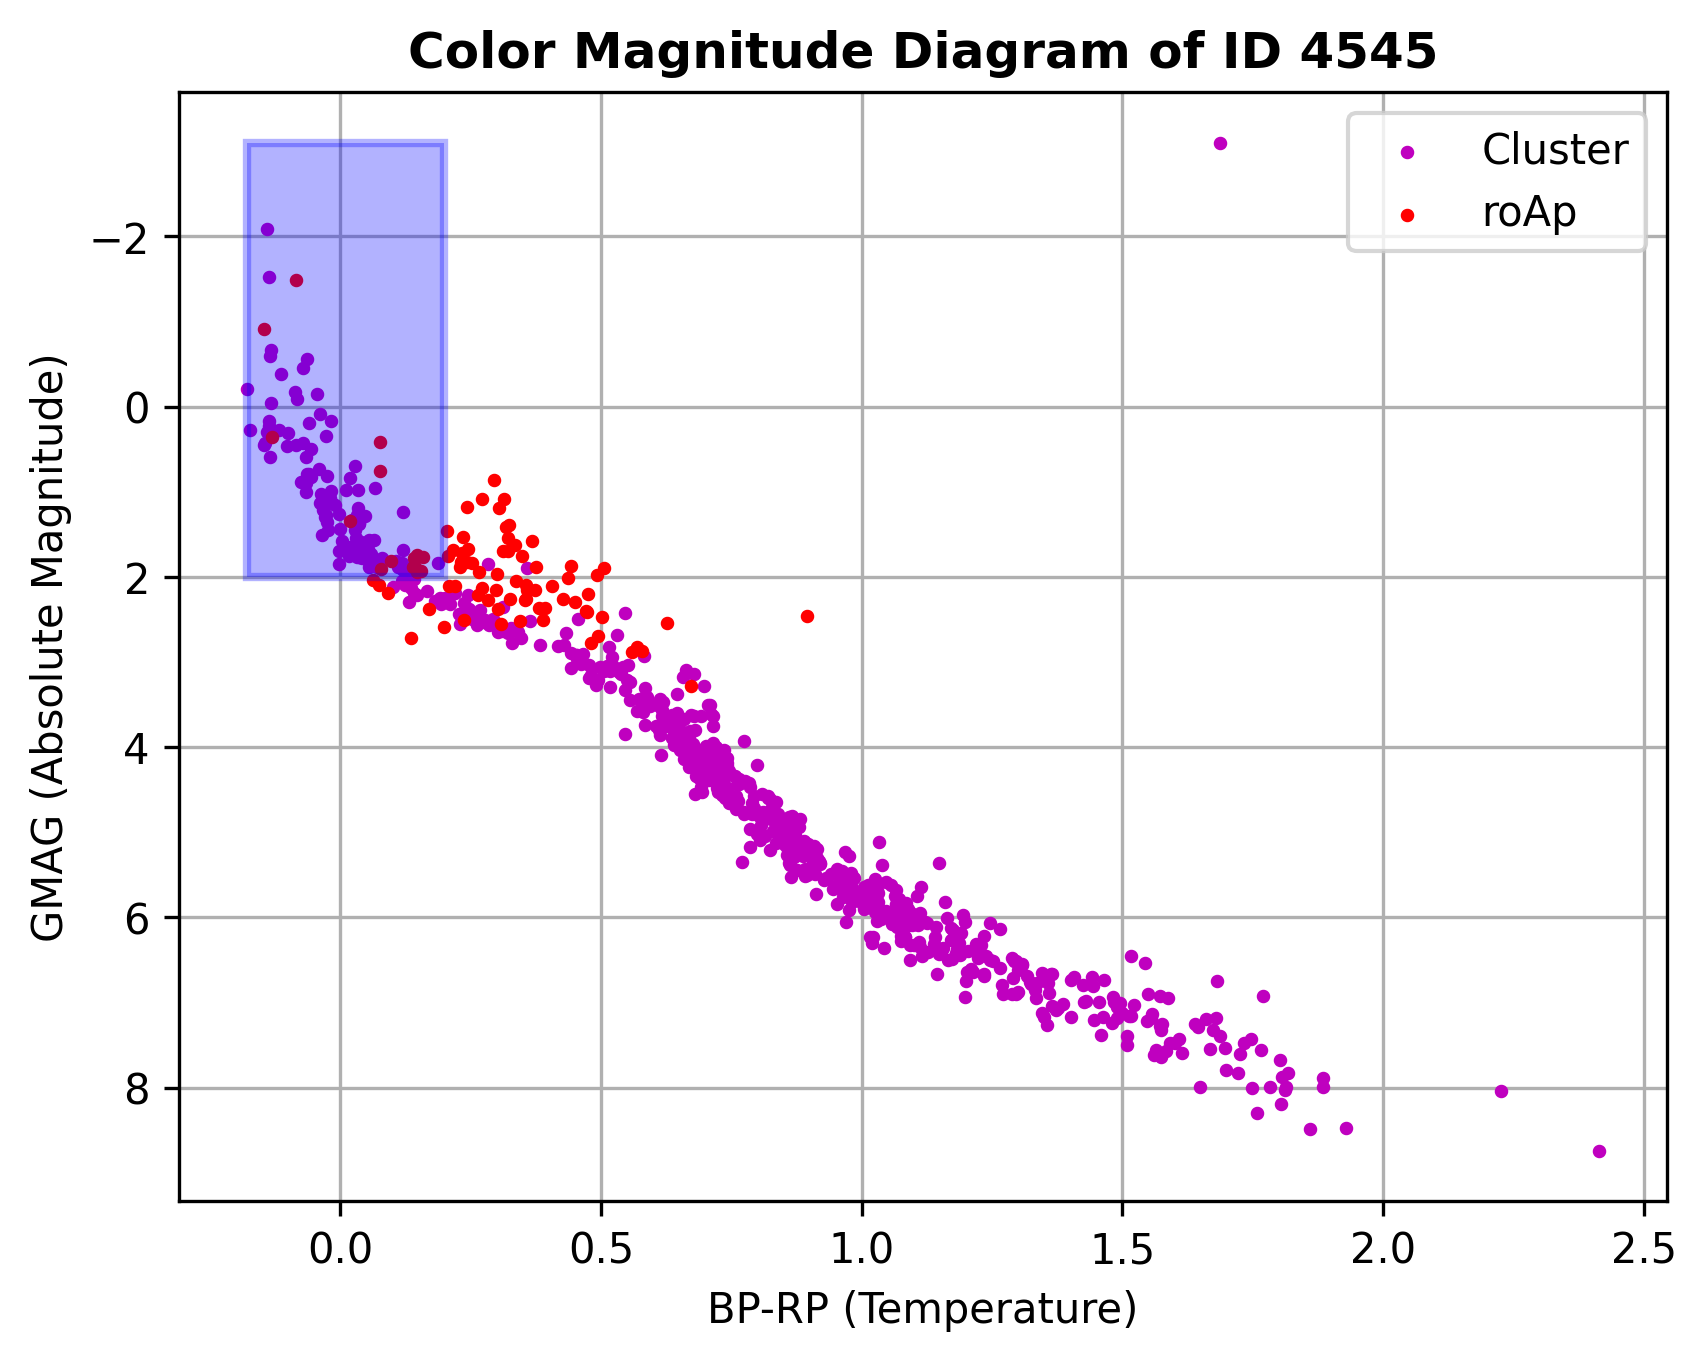 Color Magnitude Diagram of ID 4545
Cluster
roAp
GMAG (Absolute Magnitude)
−2
0
2
4
6
8
0.0 0.5 1.0 1.5 2.0 2.5
BP-RP (Temperature)